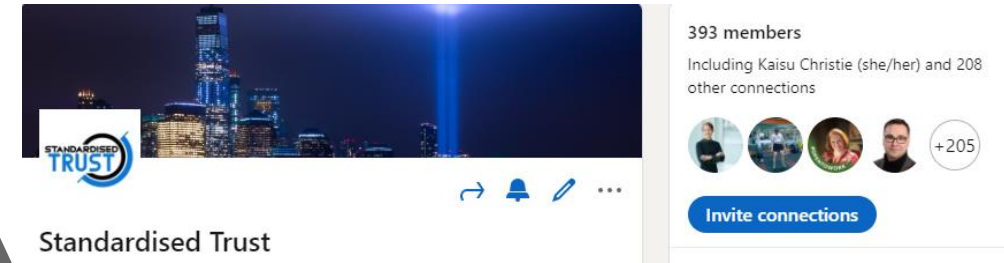 STANDARDISED
TRUST
Standardised Trust
393 members
Including Kaisu Christie (she/her) and 208
other connections
+205
Invite connections